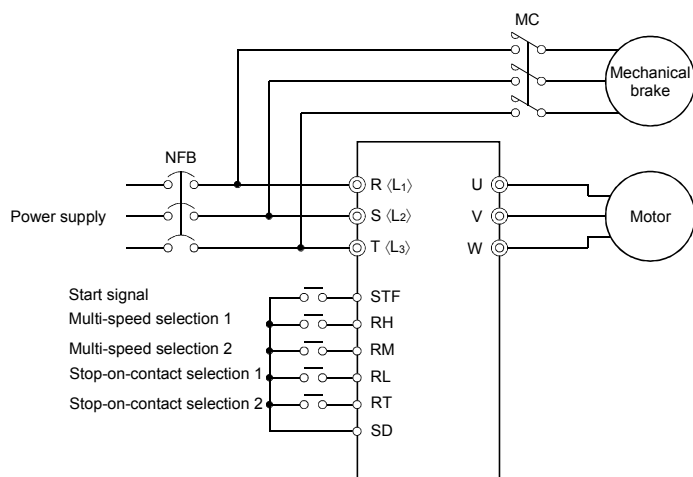 MC
Mechanical
brake
NFB
R ⟨L1⟩
U
Power supply
S ⟨L2⟩
V
Motor
T ⟨L3⟩
W
Start signal
STF
Multi-speed selection 1
RH
Multi-speed selection 2
RM
Stop-on-contact selection 1
RL
Stop-on-contact selection 2
RT
SD